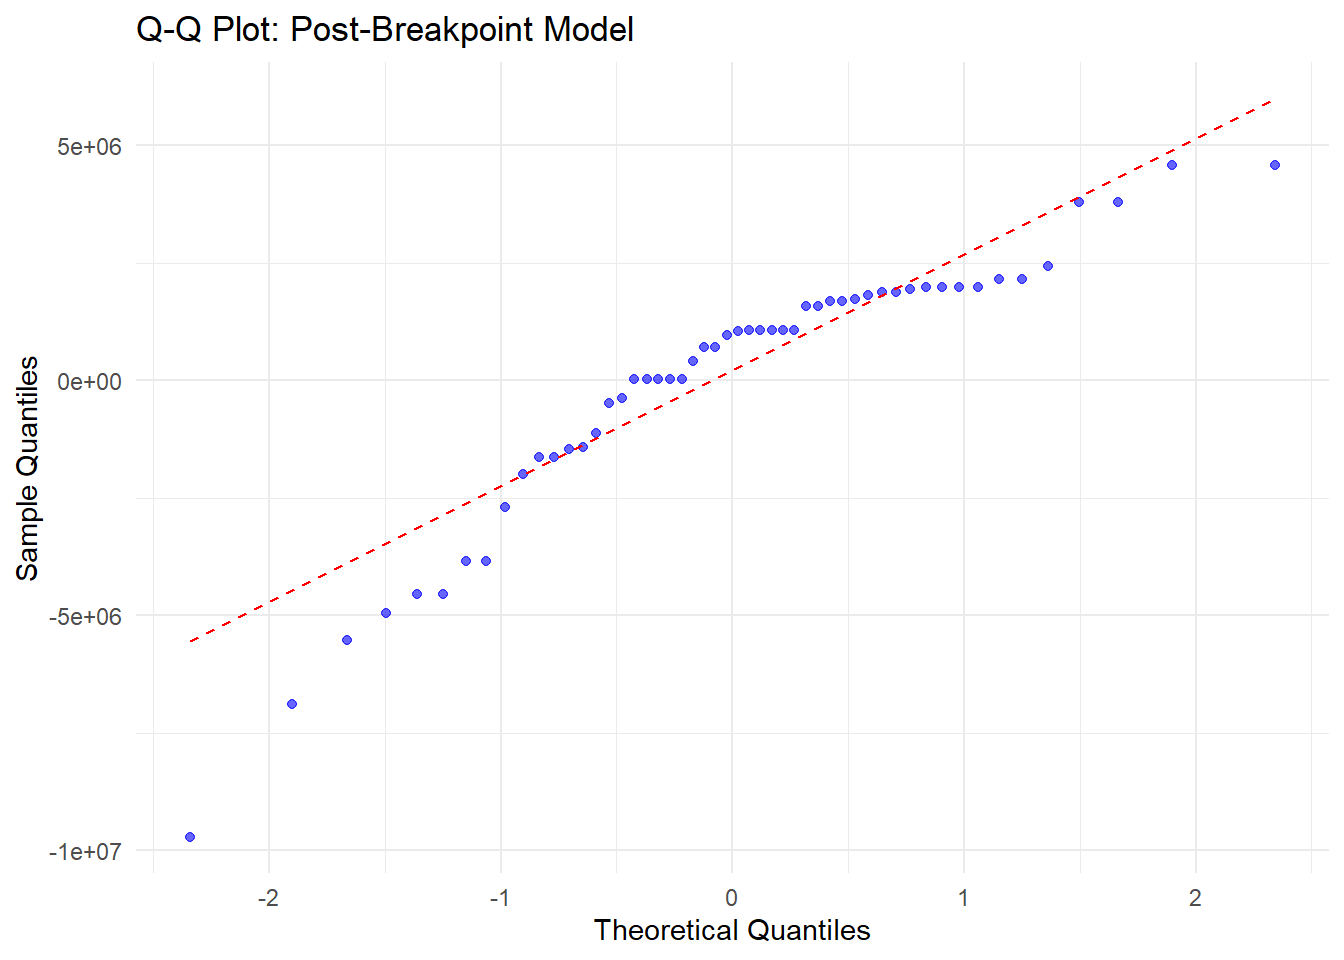 Q-Q Plot: Post-Breakpoint Model
5e+06
0e+00
-5e+06
-1e+07
Sample Quantiles
-2
-1
0
1
2
Theoretical Quantiles